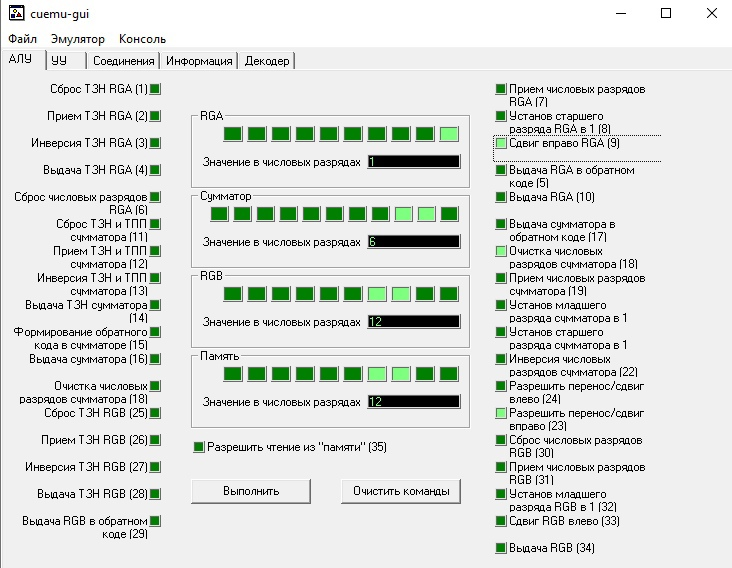 cuemu-gui
Файл Эмулятор Консоль
АЛУ УУ Соединения Информация Декодер
Сброс ТЗН RGA (1)
Прием ТЗН RGA (2)
Инверсия ТЗН RGA (3)
Выдача ТЗН RGA (4)
Сброс числовых разрядов
RGA (6)
Сброс ТЗН и ТПП
сумматора (11)
Прием ТЗН и ТПП
сумматора (12)
Инверсия ТЗН и ТПП
сумматора (13)
Выдача ТЗН сумматора
(14)
Формирование обратного
кода в сумматоре (15)
Выдача сумматора (16)
Очистка числовых
разрядов сумматора (18)
Сброс ТЗН RGB (25)
Прием ТЗН RGB (26)
Инверсия ТЗН RGB (27)
Выдача ТЗН RGB (28)
Выдача RGB в обратном
коде (29)
RGA
Значение в числовых разрядах 1
Сумматор
Значение в числовых разрядах 6
RGB
Значение в числовых разрядах 12
Память
Значение в числовых разрядах 12
Разрешить чтение из "памяти" (35)
Выполнить Очистить команды
Прием числовых разрядов
RGA (7)
Установ старшего
разряда RGA в 1 (8)
Сдвиг вправо RGA (9)
Выдача RGA в обратном
коде (5)
Выдача RGA (10)
Выдача сумматора в
обратном коде (17)
Очистка числовых
разрядов сумматора (18)
Прием числовых разрядов
сумматора (19)
Установ младшего
разряда сумматора в 1
Установ старшего
разряда сумматора в 1
Инверсия числовых
разрядов сумматора (22)
Разрешить перенос/сдвиг
влево (24)
Разрешить перенос/сдвиг
вправо (23)
Сброс числовых разрядов
RGB (30)
Прием числовых разрядов
RGB (31)
Установ младшего
разряда RGB в 1 (32)
Сдвиг RGB влево (33)
Выдача RGB (34)